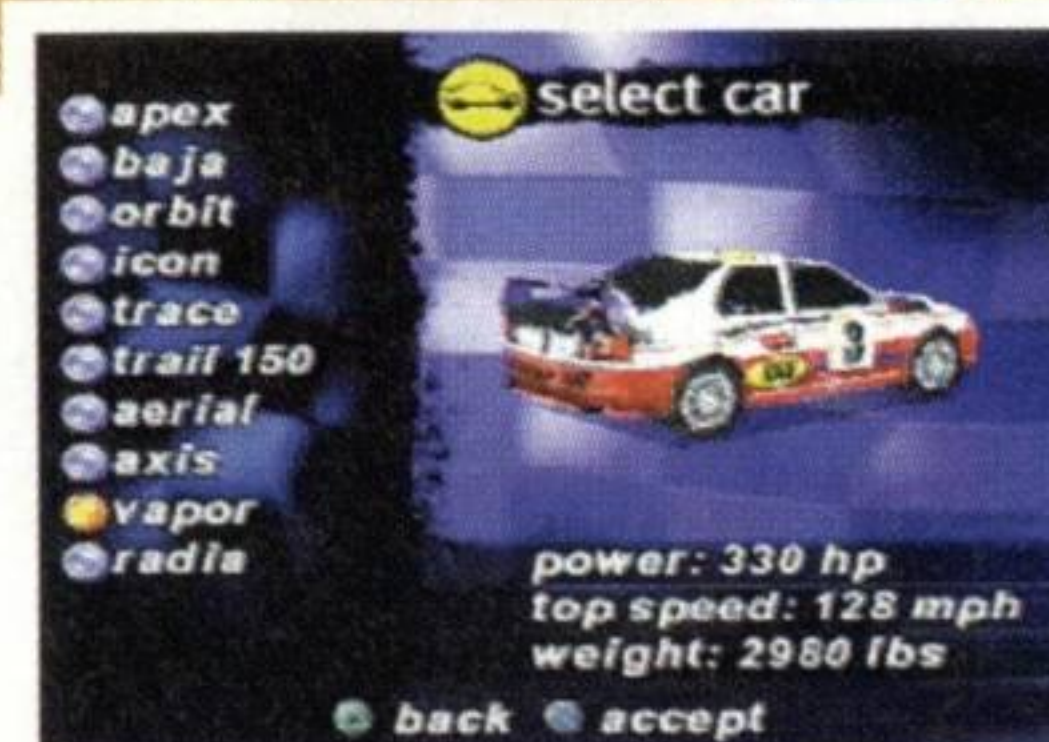 select car
apex
baja
orbit
icon
trace
trail 150
aerial
axis
vapor
radia
3
power: 330 hp
top speed: 128 mph
weight: 2980 lbs
back accept